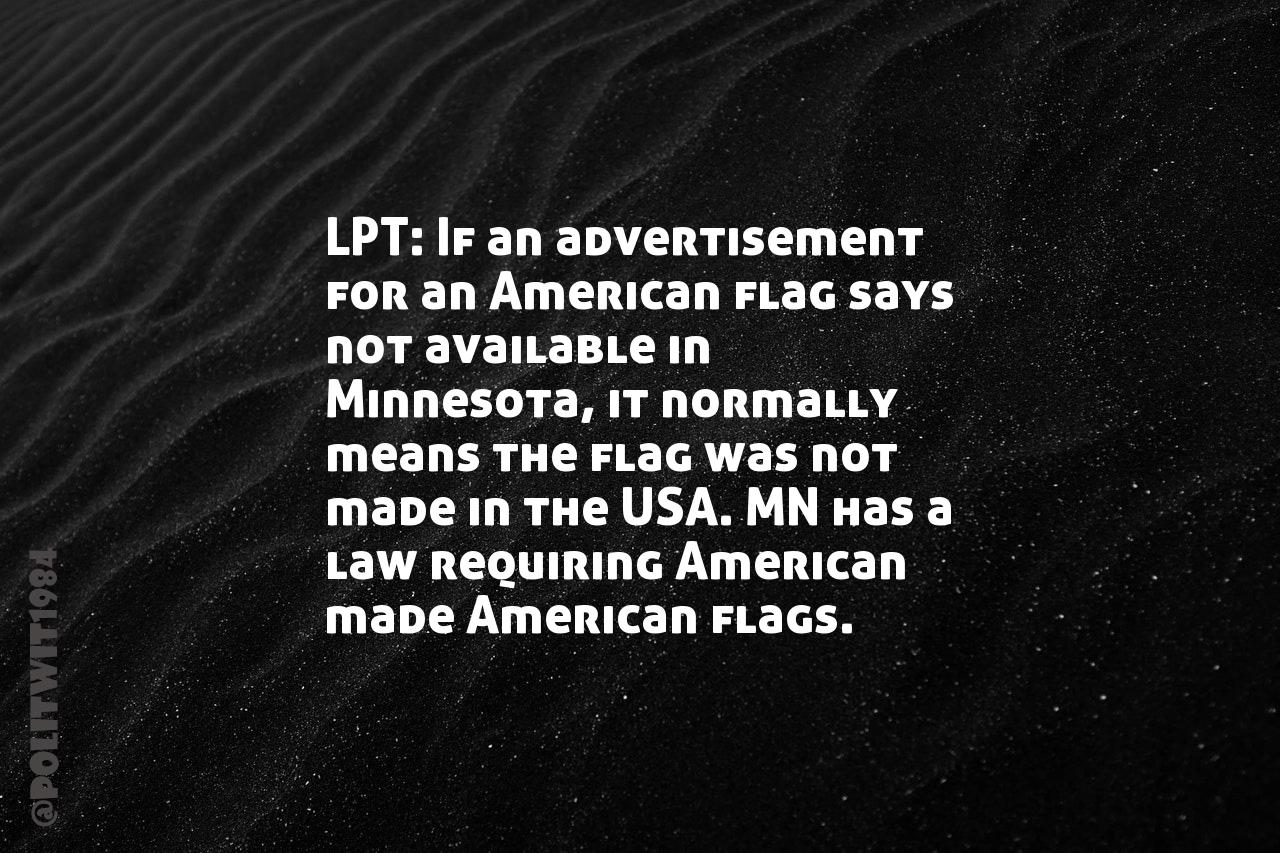 LPT: If an advertisement
for an American flag says
not available in
Minnesota, it normally
means the flag was not
made in the USA. MN has a
law requiring American
made American flags.
@POLITWIT1984